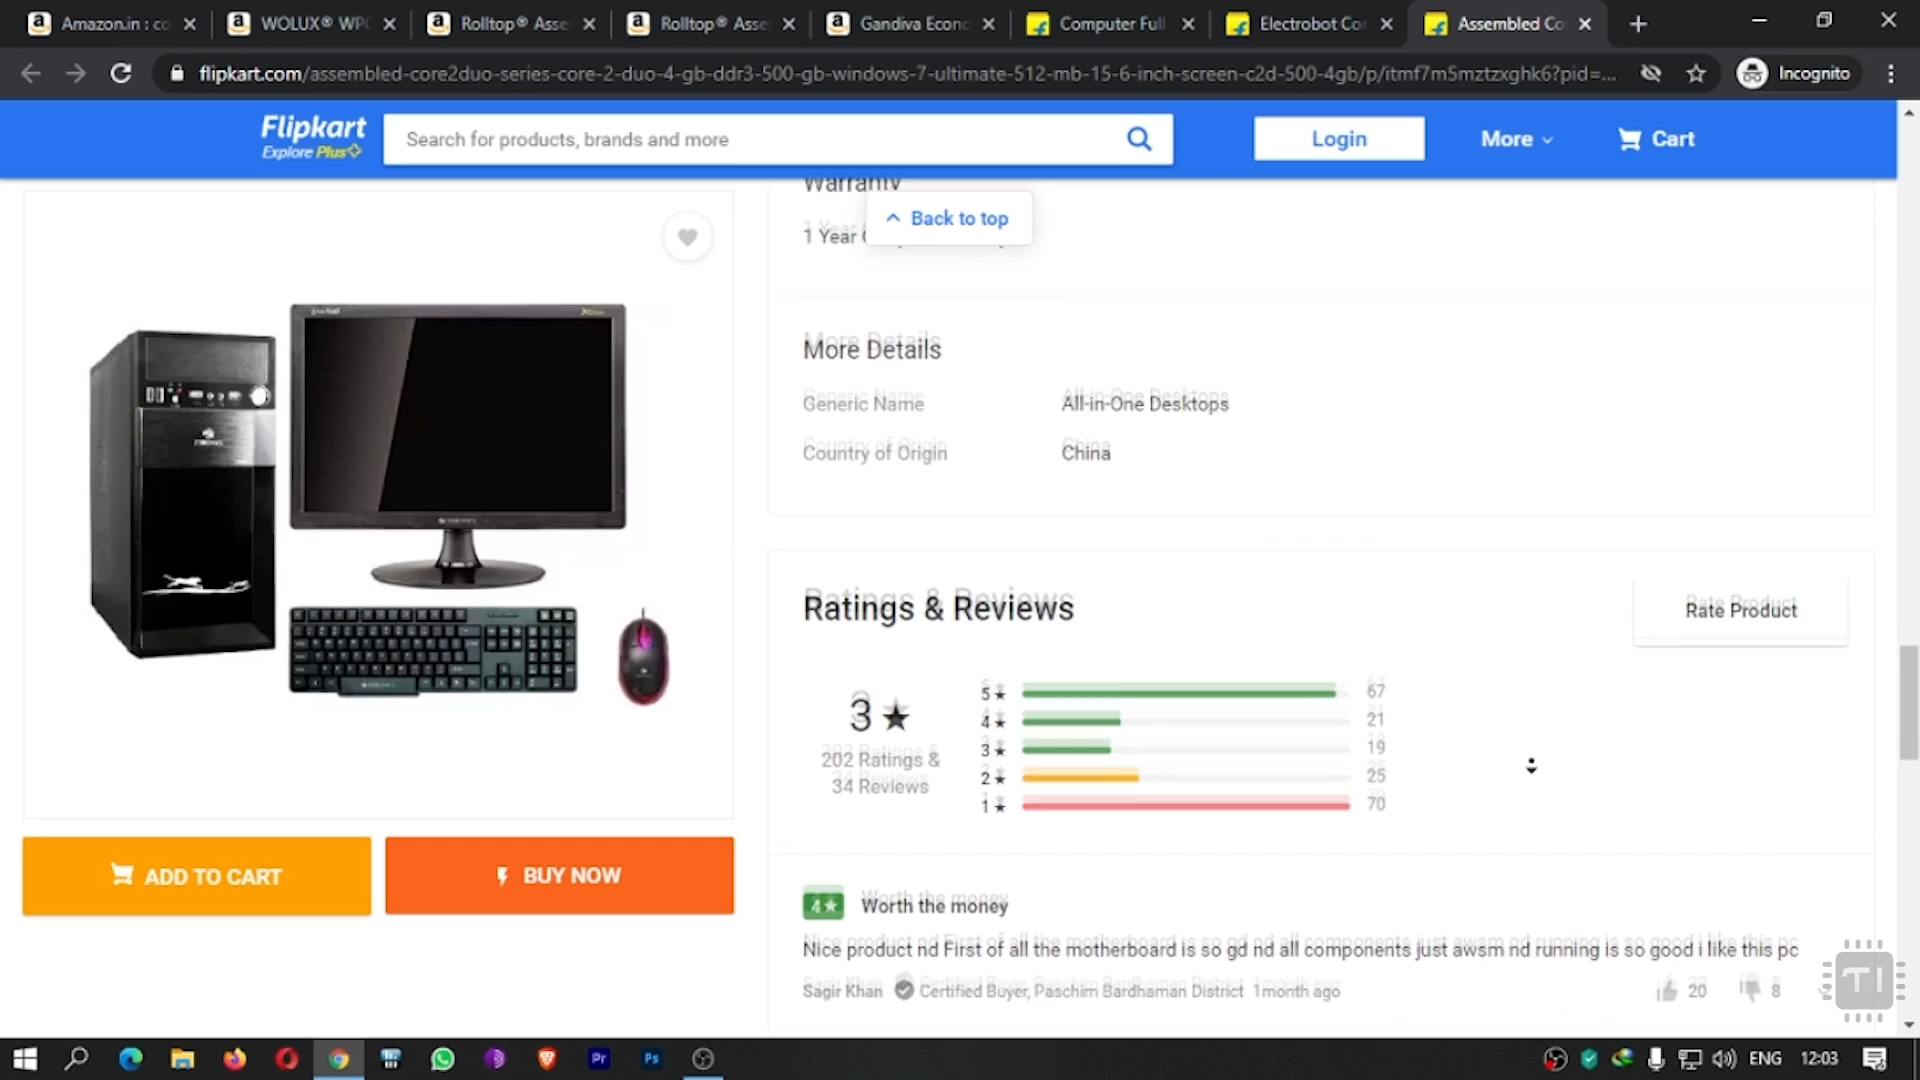 Amazon.in : co
WOLUX® WPC
Rolltop® Asse
Rolltop® Asse
Gandiva Econo
Computer Full
Electrobot Cor
Assembled Co
flipkart.com/assembled-core2duo-series-core-2-duo-4-gb-ddr3-500-gb-windows-7-ultimate-512-mb-15-6-inch-screen-c2d-500-4gb/p/itmf7m5mztzxghk6?pid=...
Incognito
Flipkart
Explore Plus
Search for products, brands and more
Login
More
Cart
Warranty
Back to top
1 Year
More Details
Generic Name
All-in-One Desktops
Country of Origin
China
Ratings & Reviews
Rate Product
3★
202 Ratings &
34 Reviews
5★ 67
4★ 21
3★ 19
2★ 25
1★ 70
ADD TO CART
BUY NOW
4★ Worth the money
Nice product nd First of all the motherboard is so gd nd all components just awsm nd running is so good i like this pc
Sagir Khan Certified Buyer, Paschim Bardhaman District 1 month ago
20
8
TI
Pr
Ps
ENG
12:03